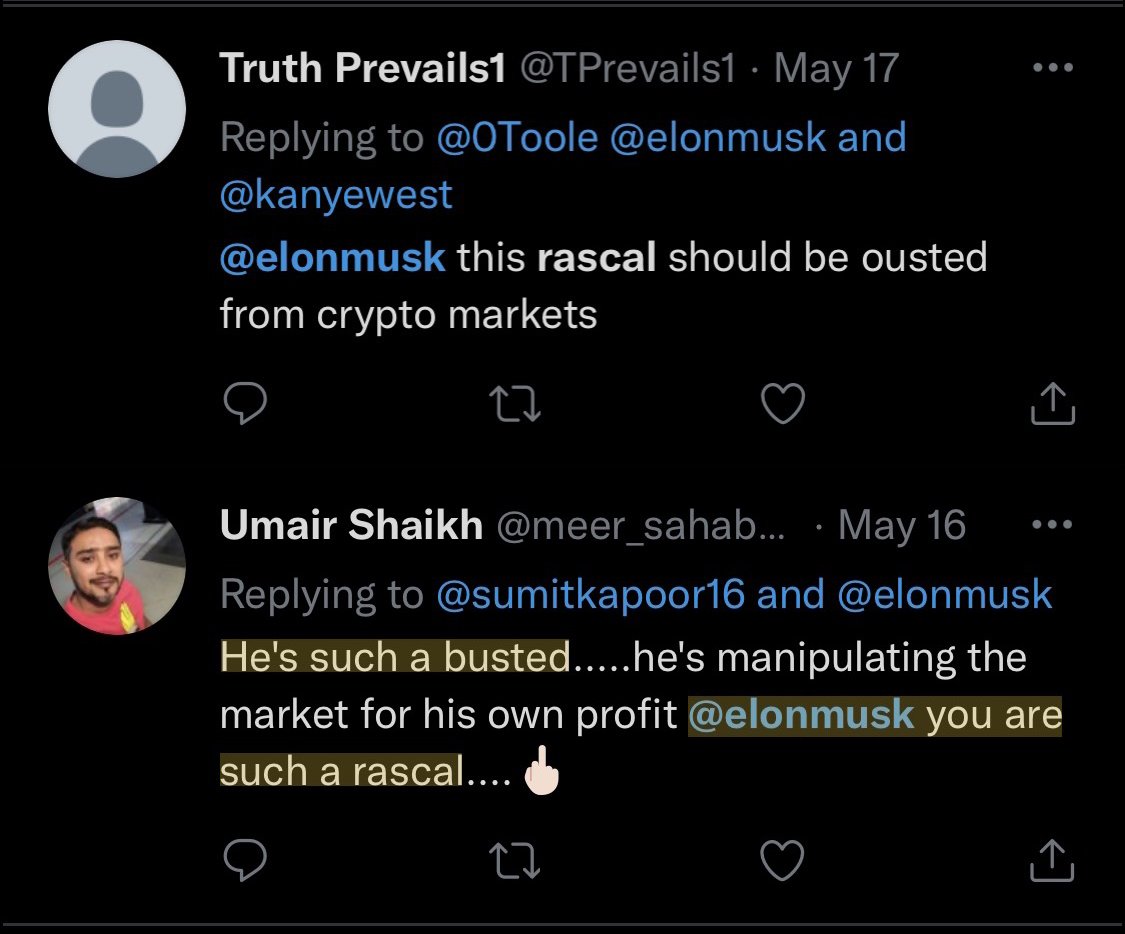 Truth Prevails1 @TPrevails1 · May 17
Replying to @0Toole @elonmusk and
@kanyewest
@elonmusk this rascal should be ousted
from crypto markets
Umair Shaikh @meer_sahab... · May 16
Replying to @sumitkapoor16 and @elonmusk
He's such a busted.....he's manipulating the
market for his own profit @elonmusk you are
such a rascal.... 🖕🏻